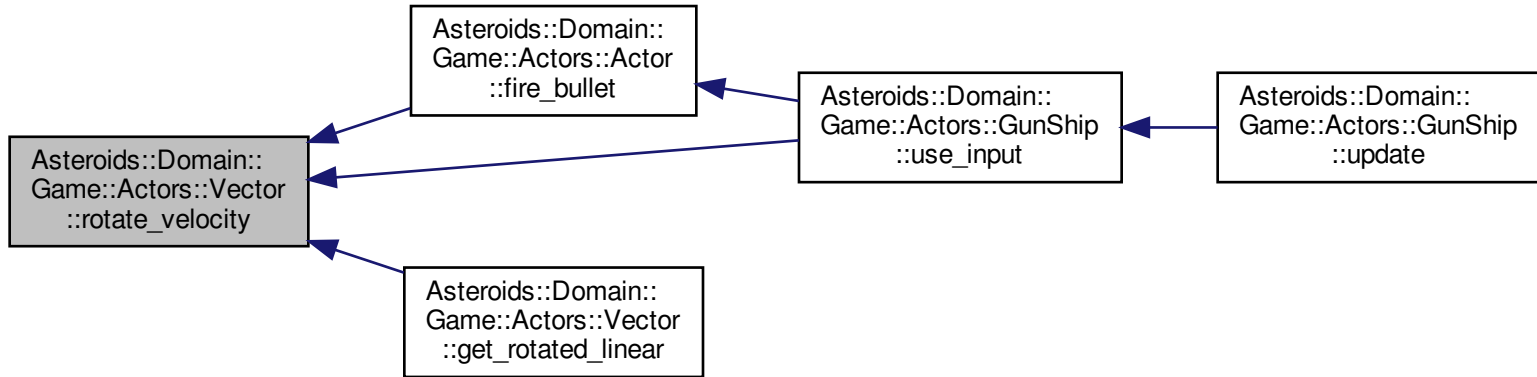 Asteroids::Domain::
Game::Actors::Vector
::rotate_velocity
Asteroids::Domain::
Game::Actors::Actor
::fire_bullet
Asteroids::Domain::
Game::Actors::GunShip
::use_input
Asteroids::Domain::
Game::Actors::GunShip
::update
Asteroids::Domain::
Game::Actors::Vector
::get_rotated_linear